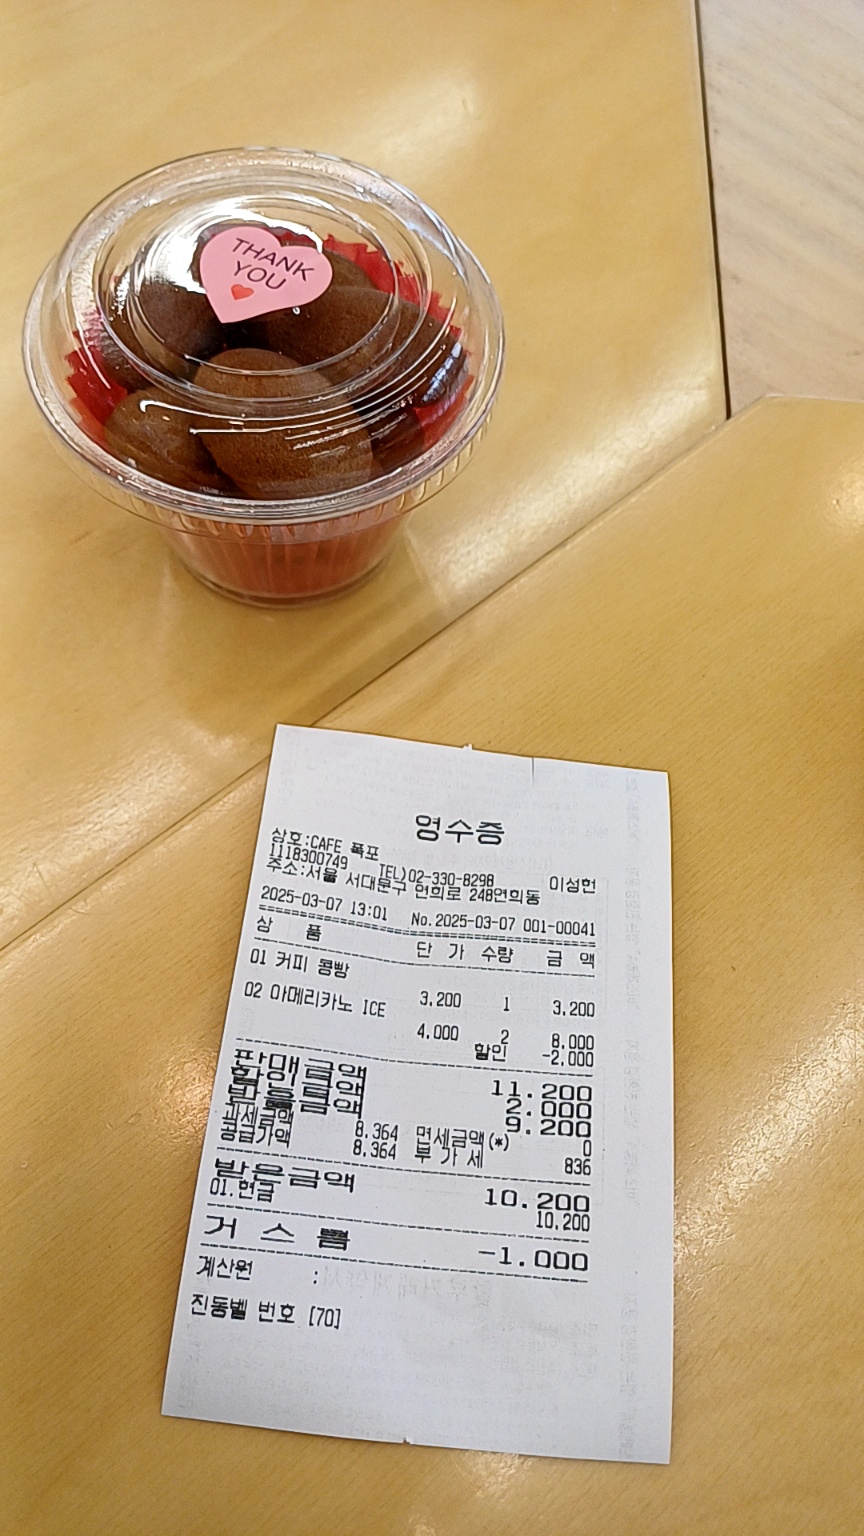 THANK
YOU
영수증
상호:CAFE 폭포
1118300749 TEL)02-330-8298 이성헌
주소:서울 서대문구 연희로 248연희동
2025-03-07 13:01 No.2025-03-07 001-00041
상 품 단 가 수량 금 액
01 커피 콩빵
3,200 1 3,200
02 아메리카노 ICE
4,000 2 8,000
할인 -2,000
판매금액 11,200
할인금액 2,000
받을금액 9,200
과세금액 8,364 면세금액(*) 0
공급가액 8,364 부 가 세 836
받은금액 10,200
01.현금 10,200
거 스 름 -1,000
계산원 :
진동벨 번호 [70]